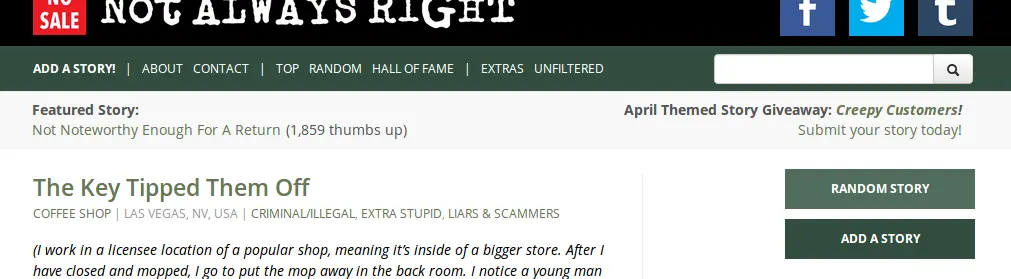 NO
SALE
NOT ALWAYS RIGHT
f
t
ADD A STORY! | ABOUT CONTACT | TOP RANDOM HALL OF FAME | EXTRAS UNFILTERED
Featured Story:
Not Noteworthy Enough For A Return (1,859 thumbs up)
April Themed Story Giveaway: Creepy Customers!
Submit your story today!
The Key Tipped Them Off
COFFEE SHOP | LAS VEGAS, NV, USA | CRIMINAL/ILLEGAL, EXTRA STUPID, LIARS & SCAMMERS
(I work in a licensee location of a popular shop, meaning it’s inside of a bigger store. After I
have closed and mopped, I go to put the mop away in the back room. I notice a young man
RANDOM STORY
ADD A STORY